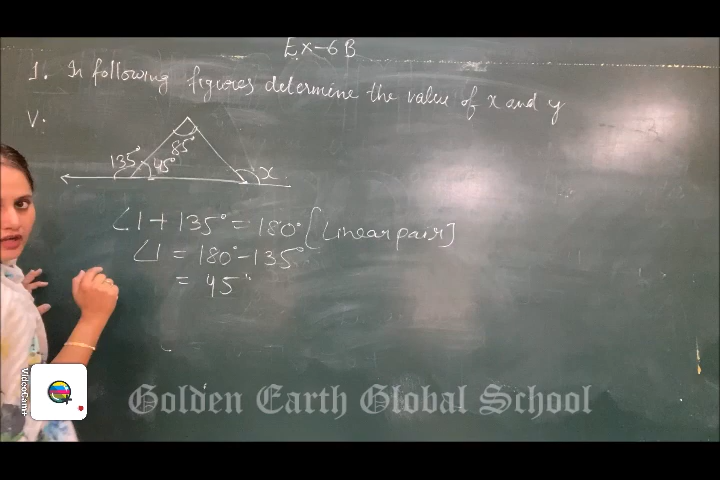 Ex-6B
1. In following figures determine the value of x and y
V.
85°
135° 45° x
∠1 + 135° = 180° [Linear pair]
∠1 = 180° - 135°
= 45°
VideoCam+
Golden Earth Global School